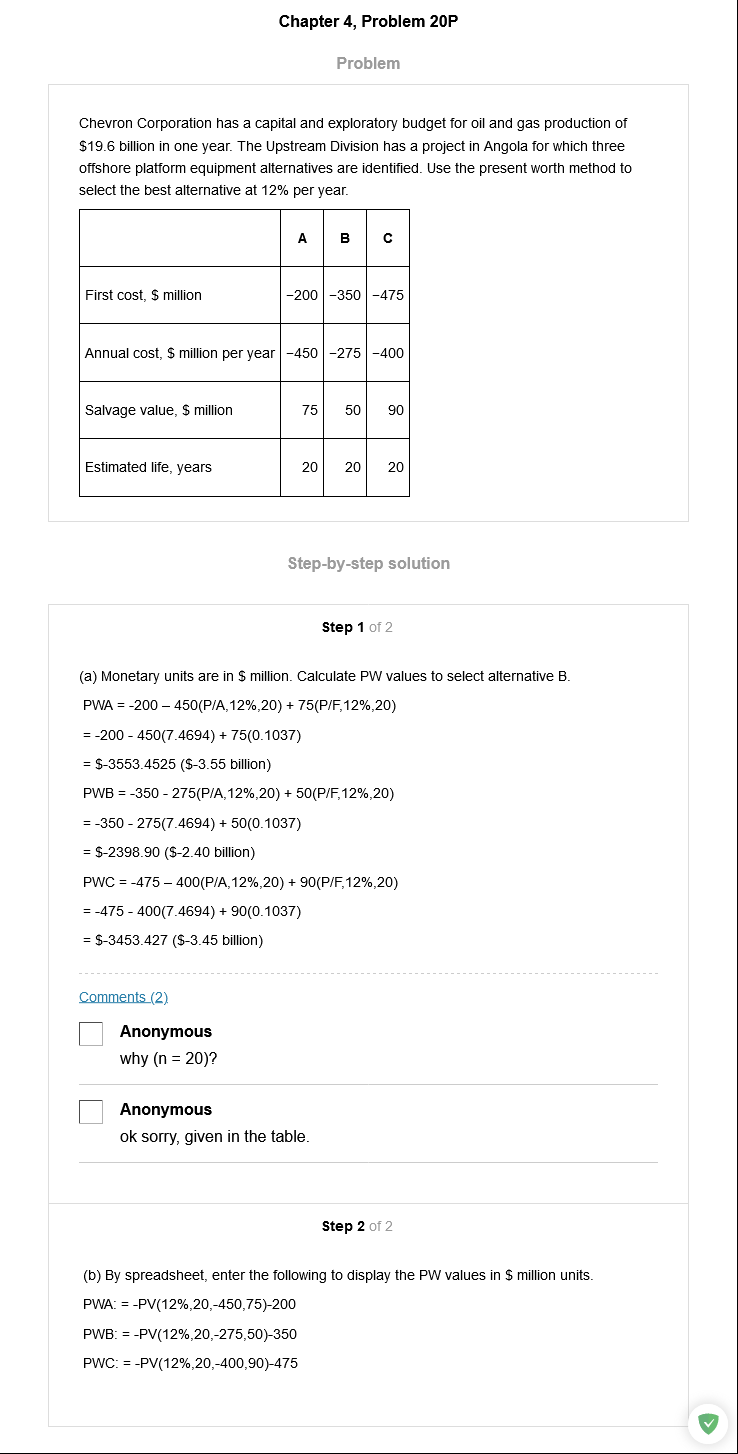 Chapter 4, Problem 20P
Problem
Chevron Corporation has a capital and exploratory budget for oil and gas production of
$19.6 billion in one year. The Upstream Division has a project in Angola for which three
offshore platform equipment alternatives are identified. Use the present worth method to
select the best alternative at 12% per year.
A B C
First cost, $ million −200 −350 −475
Annual cost, $ million per year −450 −275 −400
Salvage value, $ million 75 50 90
Estimated life, years 20 20 20
Step-by-step solution
Step 1 of 2
(a) Monetary units are in $ million. Calculate PW values to select alternative B.
PWA = -200 – 450(P/A,12%,20) + 75(P/F,12%,20)
= -200 - 450(7.4694) + 75(0.1037)
= $-3553.4525 ($-3.55 billion)
PWB = -350 - 275(P/A,12%,20) + 50(P/F,12%,20)
= -350 - 275(7.4694) + 50(0.1037)
= $-2398.90 ($-2.40 billion)
PWC = -475 – 400(P/A,12%,20) + 90(P/F,12%,20)
= -475 - 400(7.4694) + 90(0.1037)
= $-3453.427 ($-3.45 billion)
Comments (2)
Anonymous
why (n = 20)?
Anonymous
ok sorry, given in the table.
Step 2 of 2
(b) By spreadsheet, enter the following to display the PW values in $ million units.
PWA: = -PV(12%,20,-450,75)-200
PWB: = -PV(12%,20,-275,50)-350
PWC: = -PV(12%,20,-400,90)-475